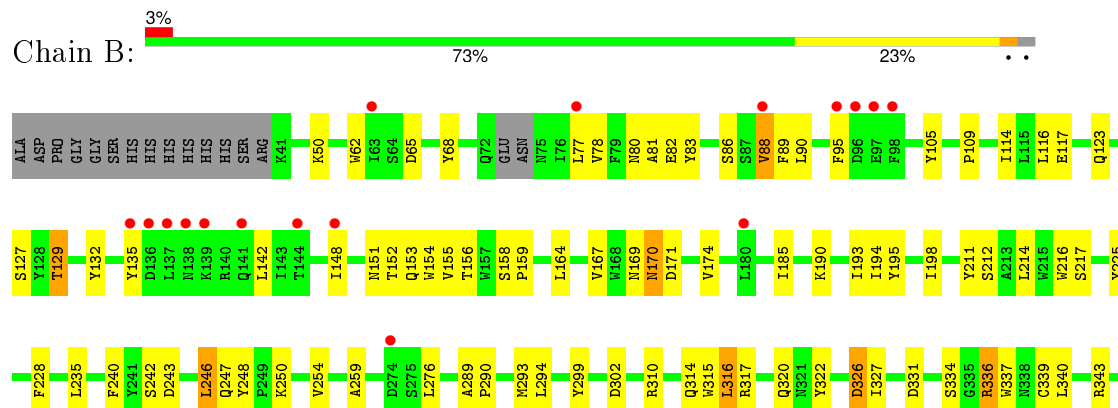 3%
Chain B:
73% 23% • •
ALA ASP PRO GLY GLY SER HIS HIS HIS HIS HIS HIS SER ARG K41 K50 W62 I63 S64 D65 Y68 Q72 GLU ASN N75 I76 L77 V78 F79 N80 A81 E82 Y83 S86 S87 V88 F89 L90 F95 D96 E97 F98 Y105 P109 I114 L115 L116 E117 Q123
S127 Y128 T129 Y132 Y135 D136 L137 N138 K139 R140 Q141 L142 I143 T144 I148 N151 T152 Q153 W154 V155 T156 W157 S158 P159 L164 V167 W168 N169 N170 D171 V174 L180 I185 K190 I193 I194 Y195 I198 Y211 S212 A213 L214 W215 W216 S217 Y225
F228 L235 F240 Y241 S242 D243 L246 Q247 Y248 P249 K250 V254 A259 D274 S275 L276 A289 P290 M293 L294 Y299 D302 R310 Q314 W315 L316 R317 Q320 N321 Y322 D326 I327 D331 S334 G335 R336 W337 N338 C339 L340 R343